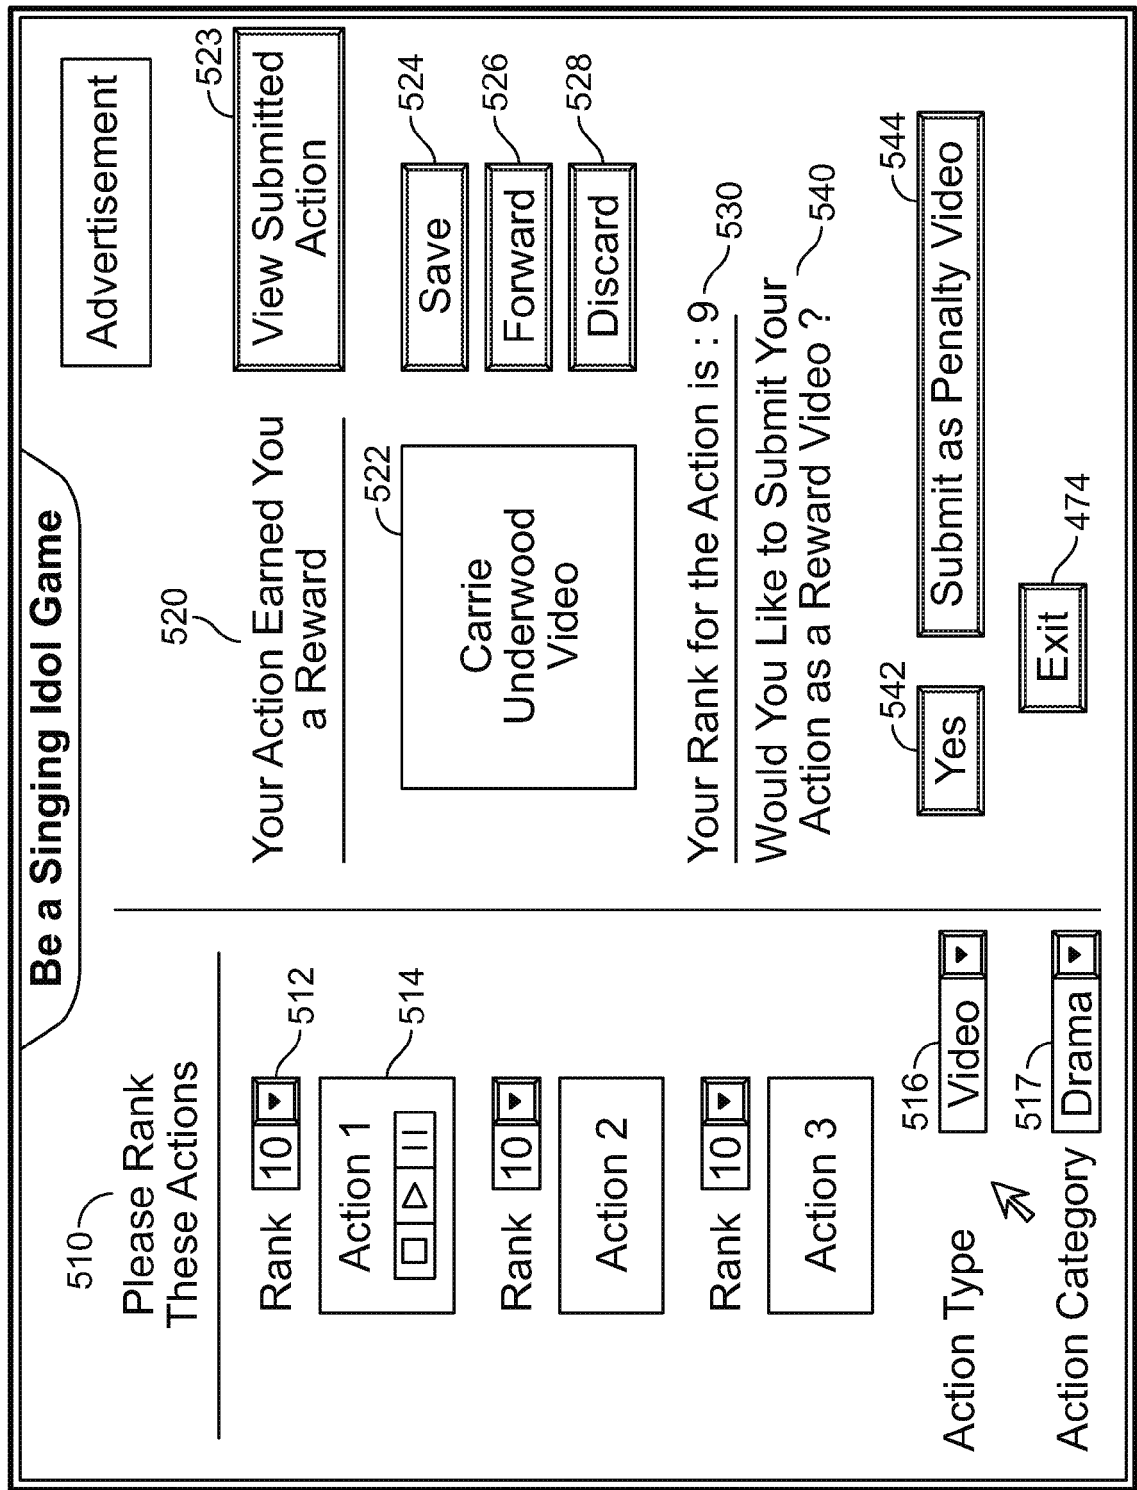 Be a Singing Idol Game
510
Please Rank
These Actions
Rank 10 512
Action 1 514
Rank 10
Action 2
Rank 10
Action 3
Action Type Video 516
Action Category Drama 517
Advertisement
520
Your Action Earned You
a Reward
View Submitted
Action
523
522
Carrie
Underwood
Video
Save 524
Forward 526
Discard 528
Your Rank for the Action is : 9 530
Would You Like to Submit Your
Action as a Reward Video ? 540
Yes 542
Submit as Penalty Video 544
Exit 474